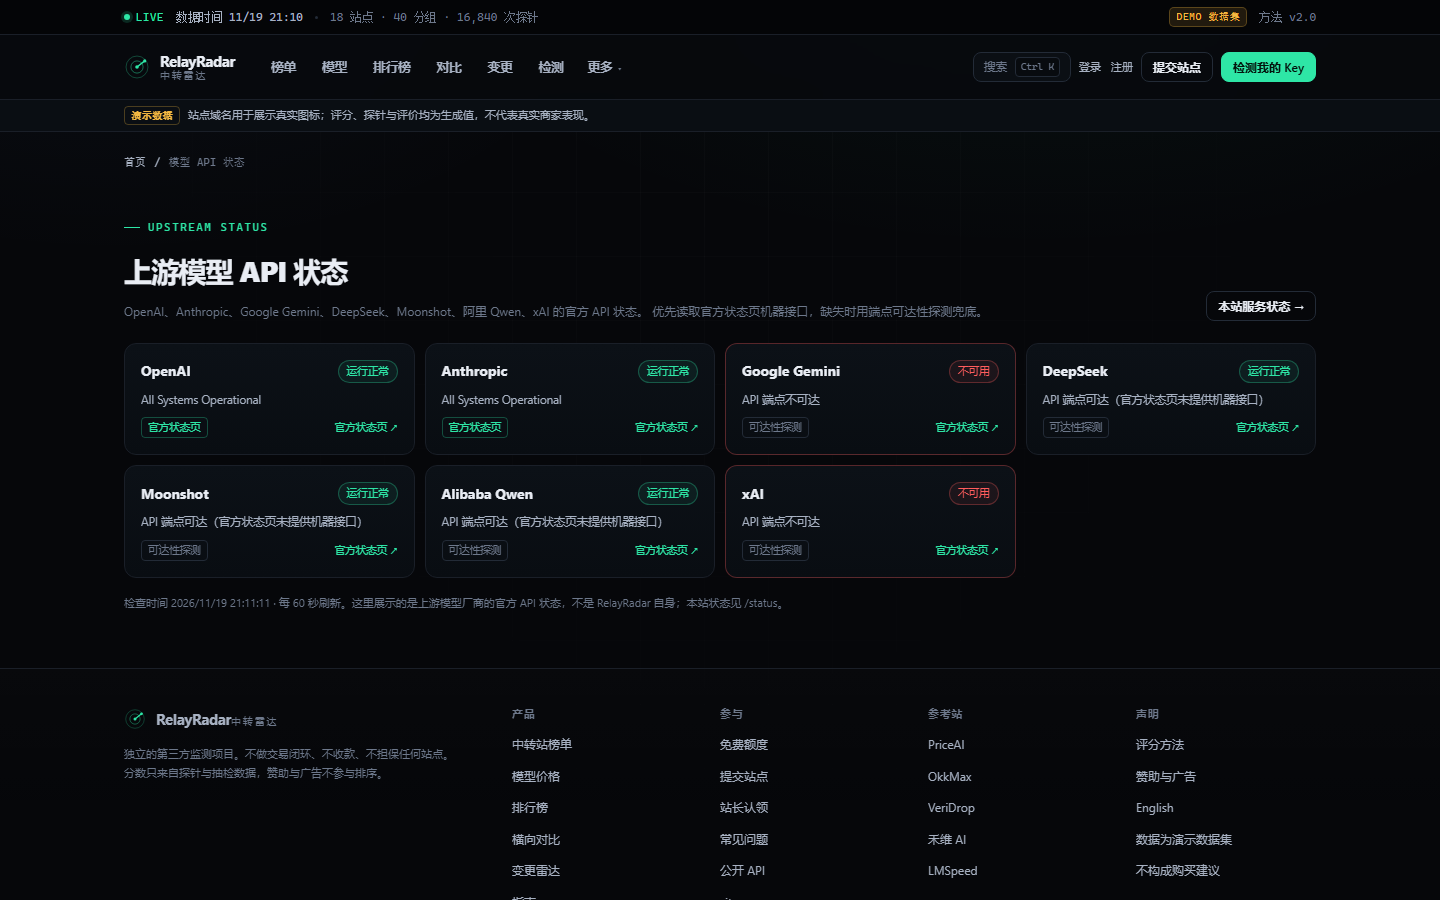 LIVE 数据时间 11/19 21:10 · 18 站点 · 40 分组 · 16,840 次探针
DEMO 数据集 方法 v2.0
RelayRadar
中转雷达
榜单 模型 排行榜 对比 变更 检测 更多
搜索 Ctrl K 登录 注册 提交站点 检测我的 Key
演示数据 站点域名用于展示真实图标；评分、探针与评价均为生成值，不代表真实商家表现。
首页 / 模型 API 状态
UPSTREAM STATUS
上游模型 API 状态
OpenAI、Anthropic、Google Gemini、DeepSeek、Moonshot、阿里 Qwen、xAI 的官方 API 状态。 优先读取官方状态页机器接口，缺失时用端点可达性探测兜底。
本站服务状态 →
OpenAI 运行正常
All Systems Operational
官方状态页 官方状态页 ↗
Anthropic 运行正常
All Systems Operational
官方状态页 官方状态页 ↗
Google Gemini 不可用
API 端点不可达
可达性探测 官方状态页 ↗
DeepSeek 运行正常
API 端点可达（官方状态页未提供机器接口）
可达性探测 官方状态页 ↗
Moonshot 运行正常
API 端点可达（官方状态页未提供机器接口）
可达性探测 官方状态页 ↗
Alibaba Qwen 运行正常
API 端点可达（官方状态页未提供机器接口）
可达性探测 官方状态页 ↗
xAI 不可用
API 端点不可达
可达性探测 官方状态页 ↗
检查时间 2026/11/19 21:11:11 · 每 60 秒刷新。这里展示的是上游模型厂商的官方 API 状态，不是 RelayRadar 自身；本站状态见 /status。
RelayRadar中转雷达
独立的第三方监测项目。不做交易闭环、不收款、不担保任何站点。
分数只来自探针与抽检数据，赞助与广告不参与排序。
产品
中转站榜单
模型价格
排行榜
横向对比
变更雷达
参与
免费额度
提交站点
站长认领
常见问题
公开 API
参考站
PriceAI
OkkMax
VeriDrop
禾维 AI
LMSpeed
声明
评分方法
赞助与广告
English
数据为演示数据集
不构成购买建议